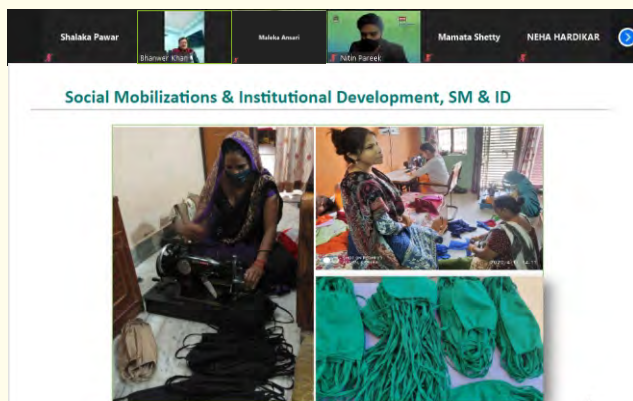 Shalaka Pawar
Bhanwer Khan
Maleka Ansari
Nitin Pareek
Mamata Shetty
NEHA HARDIKAR
Social Mobilizations & Institutional Development, SM & ID